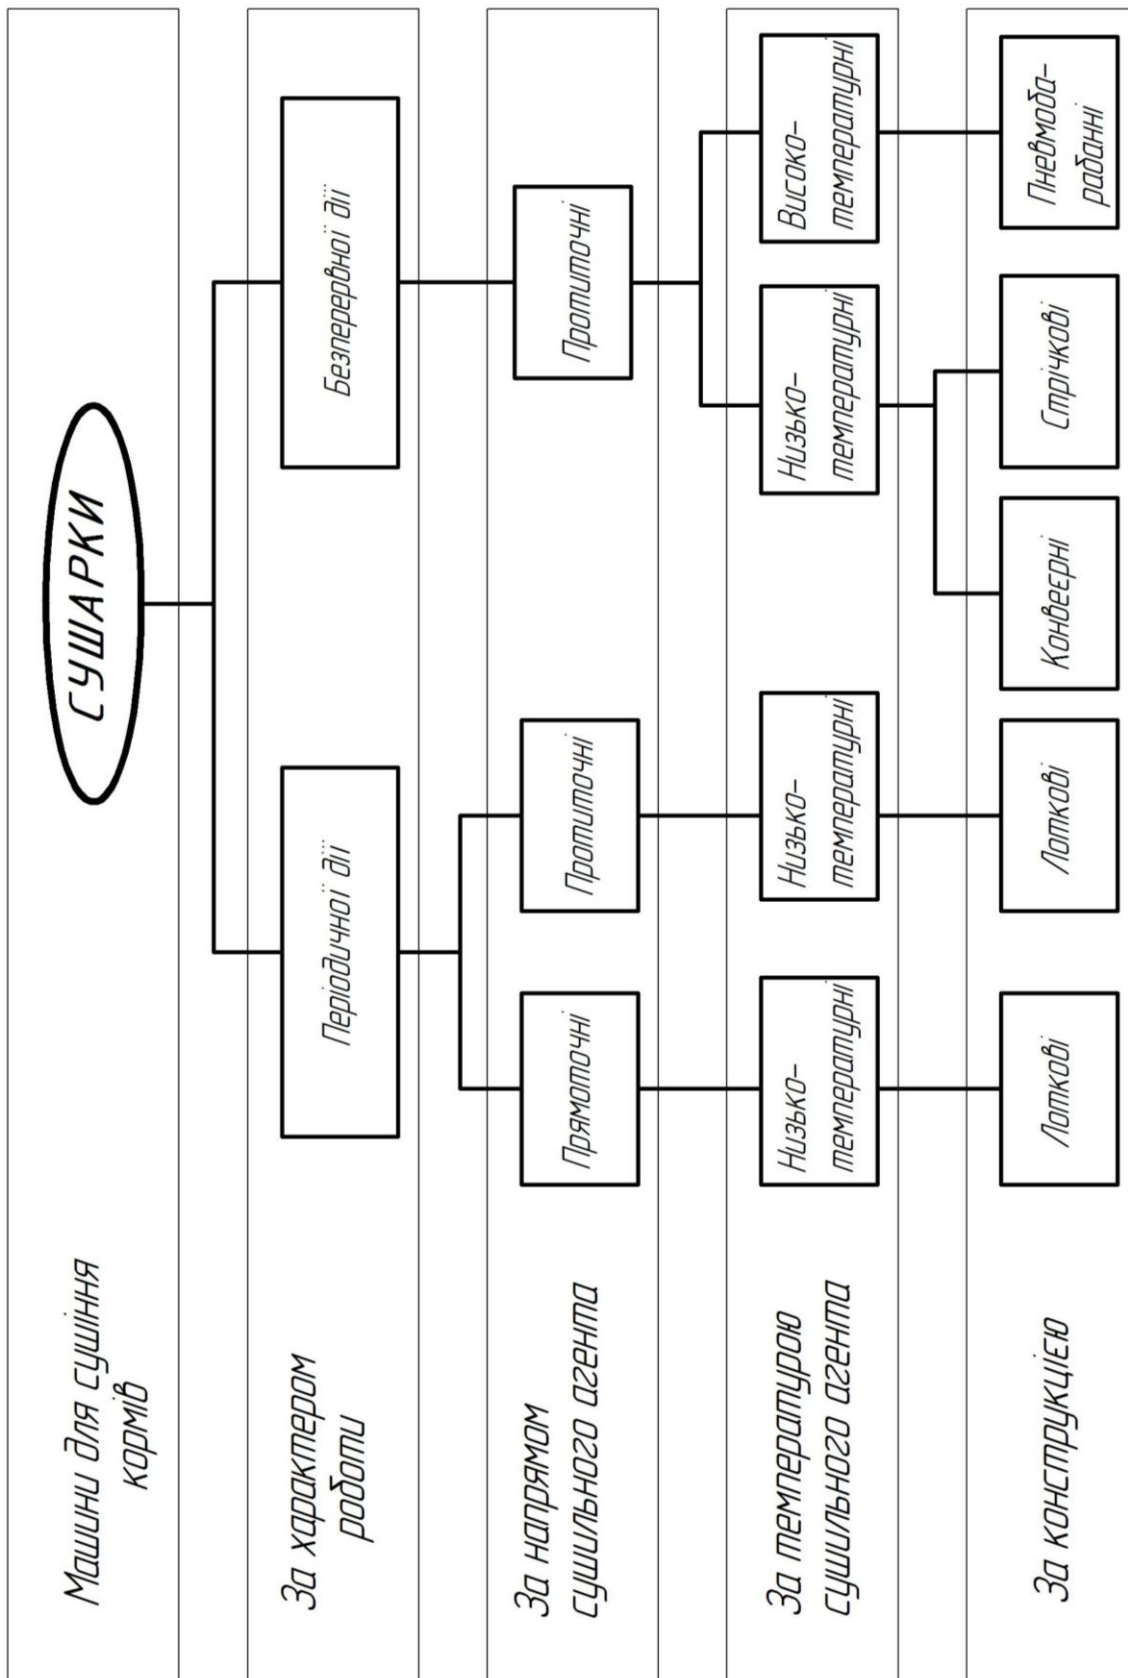 Машини для сушіння
кормів
СУШАРКИ
За характером
роботи
Періодичної дії
Безперервної дії
За напрямом
сушильного агента
Прямоточні
Протиточні
Протиточні
За температурою
сушильного агента
Низько-
температурні
Низько-
температурні
Низько-
температурні
Високо-
температурні
За конструкцією
Лоткові
Лоткові
Конвеєрні
Стрічкові
Пневмоба-
рабанні